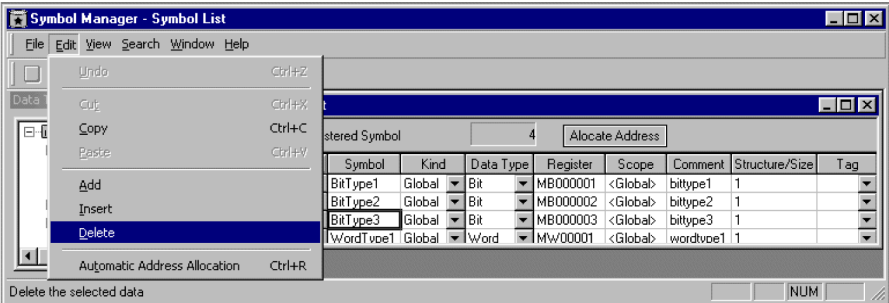 Symbol Manager - Symbol List
File Edit View Search Window Help
Undo Ctrl+Z
Cut Ctrl+X
Copy Ctrl+C
Paste Ctrl+V
Add
Insert
Delete
Automatic Address Allocation Ctrl+R
Data
stered Symbol 4 Alocate Address
Symbol Kind Data Type Register Scope Comment Structure/Size Tag
BitType1 Global Bit MB000001 <Global> bittype1 1
BitType2 Global Bit MB000002 <Global> bittype2 1
BitType3 Global Bit MB000003 <Global> bittype3 1
WordType1 Global Word MW00001 <Global> wordtype1 1
Delete the selected data NUM